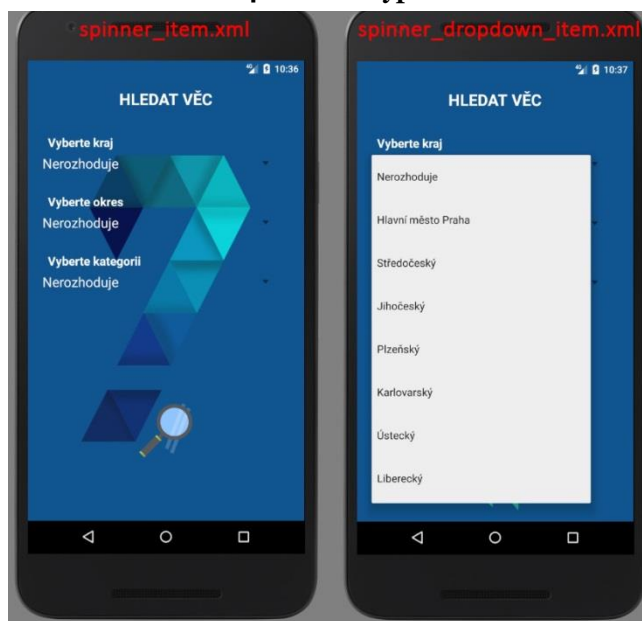 spinner_item.xml
10:36
HLEDAT VĚC
Vyberte kraj
Nerozhoduje
Vyberte okres
Nerozhoduje
Vyberte kategorii
Nerozhoduje
spinner_dropdown_item.xml
10:37
HLEDAT VĚC
Vyberte kraj
Nerozhoduje
Hlavní město Praha
Středočeský
Jihočeský
Plzeňský
Karlovarský
Ústecký
Liberecký